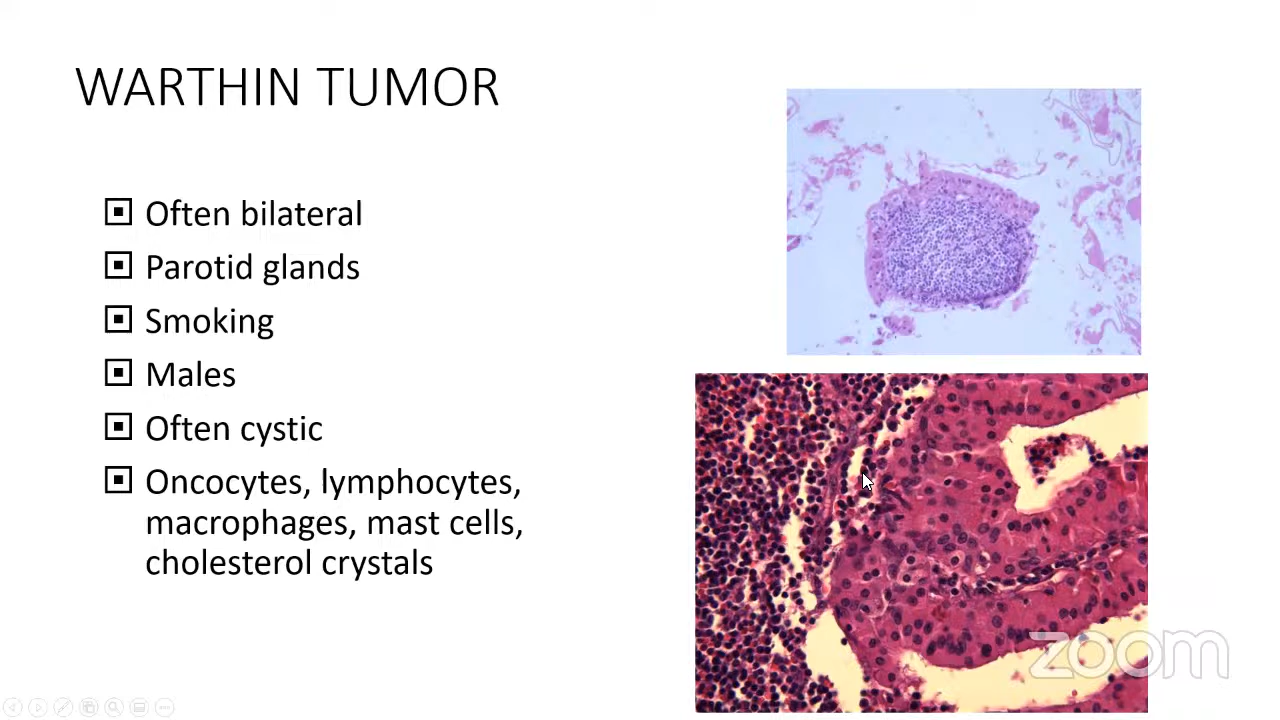 WARTHIN TUMOR
Often bilateral
Parotid glands
Smoking
Males
Often cystic
Oncocytes, lymphocytes,
macrophages, mast cells,
cholesterol crystals
zoom